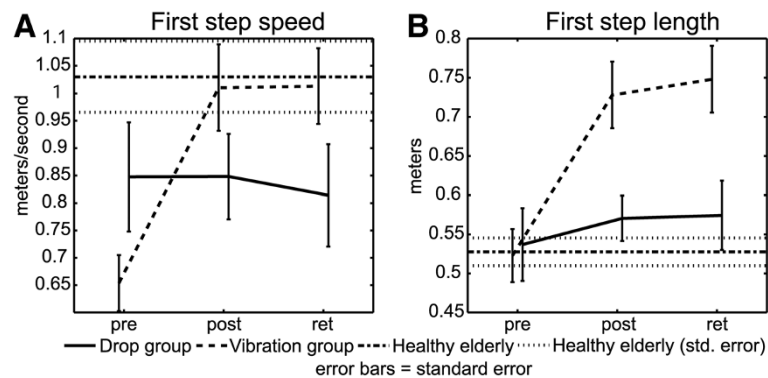 A First step speed
1.1
1.05
1
0.95
0.9
0.85
0.8
0.75
0.7
0.65
meters/second
pre post ret
B First step length
0.8
0.75
0.7
0.65
0.6
0.55
0.5
0.45
meters
pre post ret
Drop group Vibration group Healthy elderly Healthy elderly (std. error)
error bars = standard error